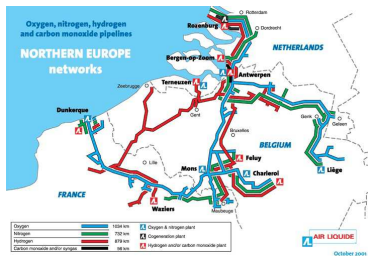 Oxygen, nitrogen, hydrogen
and carbon monoxide pipelines
NORTHERN EUROPE
networks
Rotterdam
Rozenburg
Dordrecht
NETHERLANDS
Bergen-op-Zoom
Zeebrugge
Terneuzen
Antwerpen
Dunkerque
Gent
Genk
Geleen
Bruxelles
BELGIUM
Lille
Mons
Feluy
Charleroi
Liège
FRANCE
Waziers
Maubeuge
Oxygen 1034 km
Nitrogen 732 km
Hydrogen 879 km
Carbon monoxide and/or syngas 56 km
Oxygen & nitrogen plant
Cogeneration plant
Hydrogen and/or carbon monoxide plant
AIR LIQUIDE
October 2005